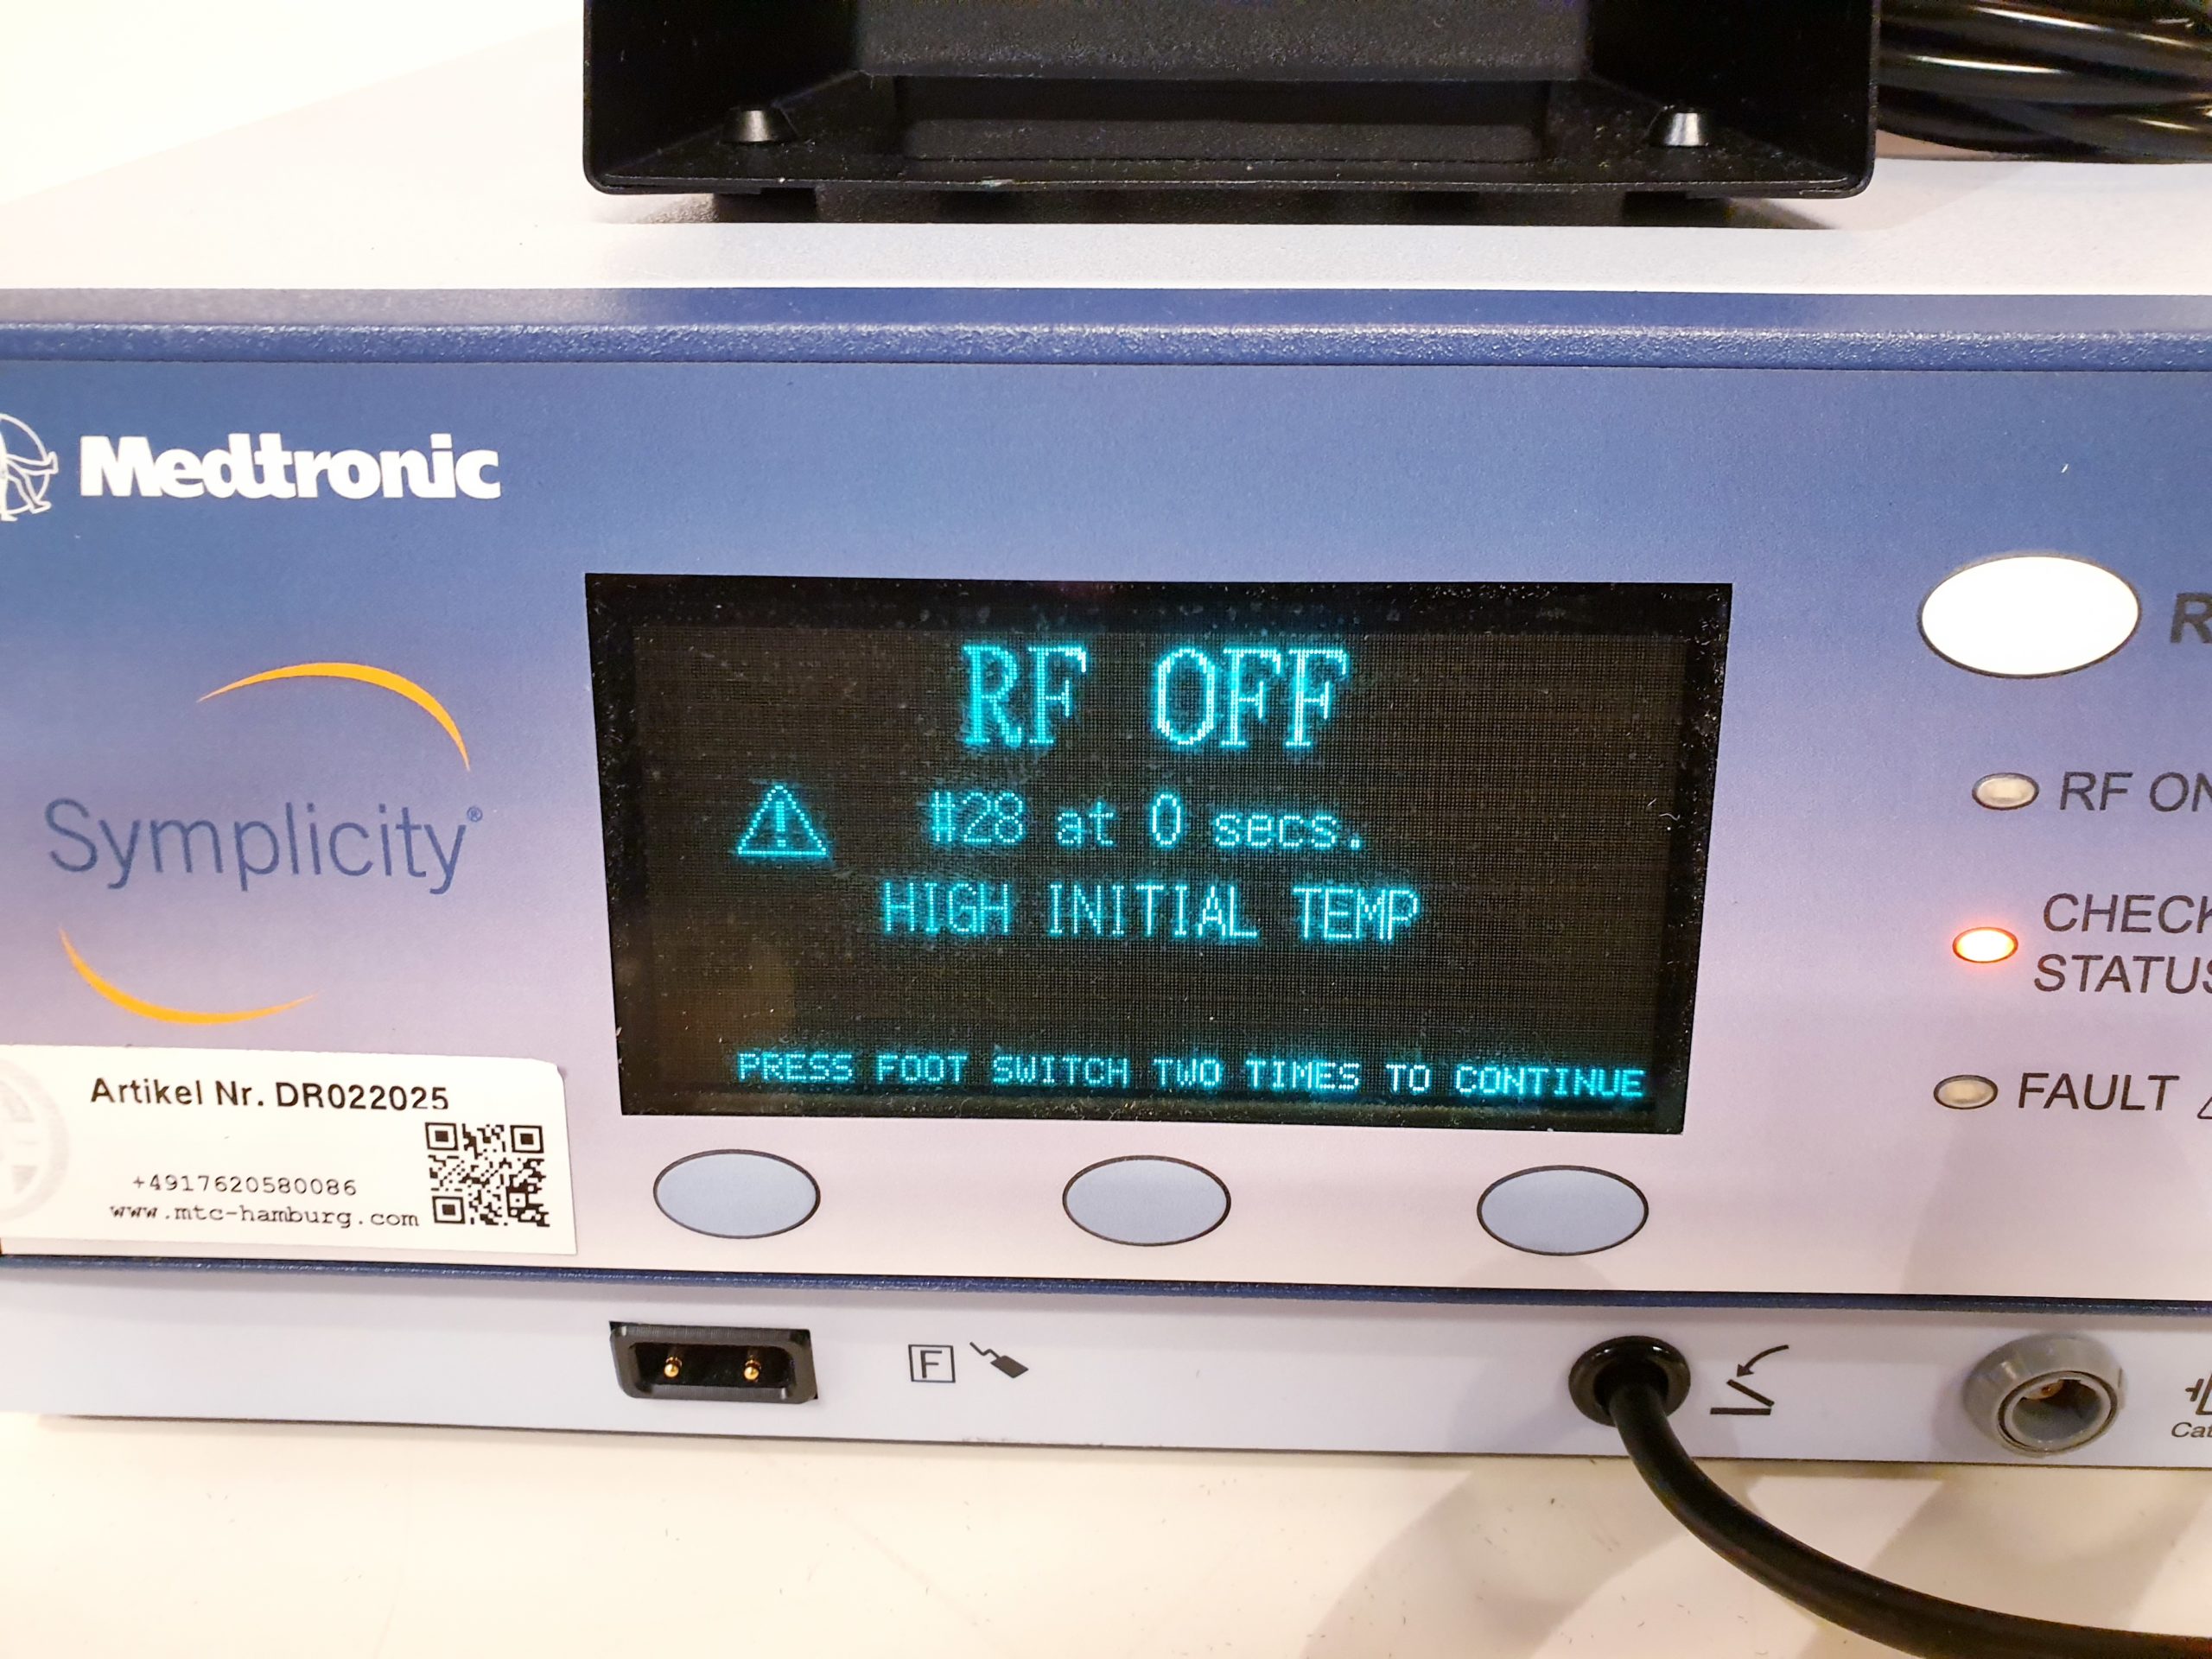 Medtronic
Symplicity®
RF OFF
#28 at 0 secs.
HIGH INITIAL TEMP
PRESS FOOT SWITCH TWO TIMES TO CONTINUE
RF ON
CHECK
STATUS
FAULT
Artikel Nr. DR022025
+4917620580086
www.mtc-hamburg.com
F